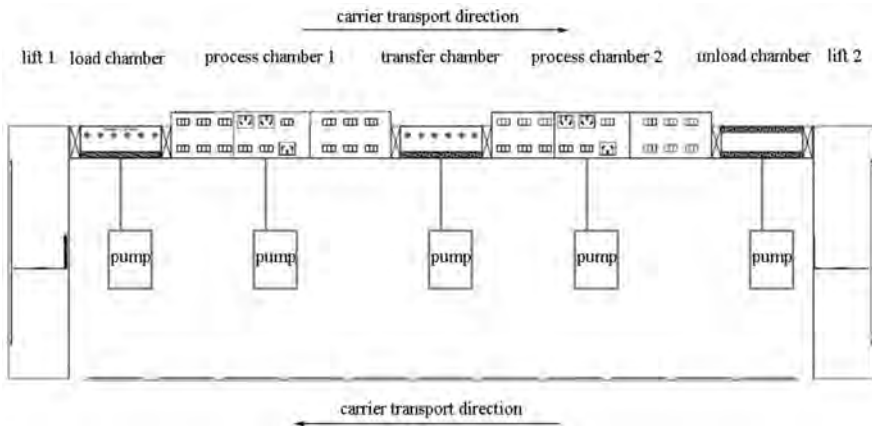 carrier transport direction
lift 1 load chamber process chamber 1 transfer chamber process chamber 2 unload chamber lift 2
pump pump pump pump pump
carrier transport direction